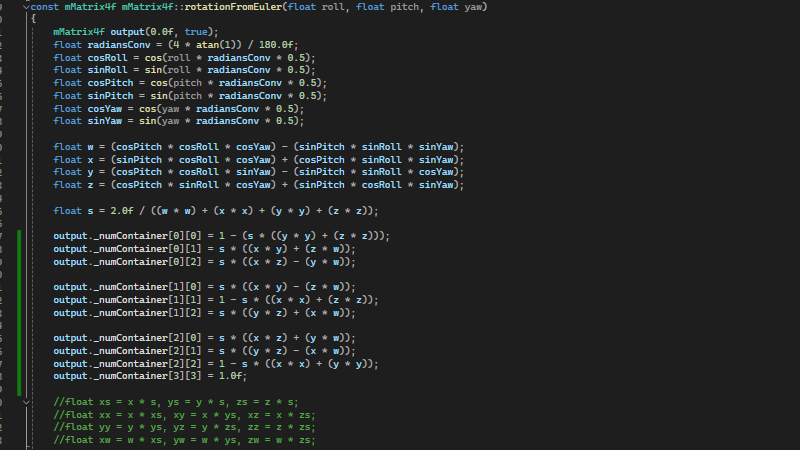 const mMatrix4f mMatrix4f::rotationFromEuler(float roll, float pitch, float yaw)
{
mMatrix4f output(0.0f, true);
float radiansConv = (4 * atan(1)) / 180.0f;
float cosRoll = cos(roll * radiansConv * 0.5);
float sinRoll = sin(roll * radiansConv * 0.5);
float cosPitch = cos(pitch * radiansConv * 0.5);
float sinPitch = sin(pitch * radiansConv * 0.5);
float cosYaw = cos(yaw * radiansConv * 0.5);
float sinYaw = sin(yaw * radiansConv * 0.5);
float w = (cosPitch * cosRoll * cosYaw) - (sinPitch * sinRoll * sinYaw);
float x = (sinPitch * cosRoll * cosYaw) + (cosPitch * sinRoll * sinYaw);
float y = (cosPitch * cosRoll * sinYaw) - (sinPitch * sinRoll * cosYaw);
float z = (cosPitch * sinRoll * cosYaw) + (sinPitch * cosRoll * sinYaw);
float s = 2.0f / ((w * w) + (x * x) + (y * y) + (z * z));
output._numContainer[0][0] = 1 - (s * ((y * y) + (z * z)));
output._numContainer[0][1] = s * ((x * y) + (z * w));
output._numContainer[0][2] = s * ((x * z) - (y * w));
output._numContainer[1][0] = s * ((x * y) - (z * w));
output._numContainer[1][1] = 1 - s * ((x * x) + (z * z));
output._numContainer[1][2] = s * ((y * z) + (x * w));
output._numContainer[2][0] = s * ((x * z) + (y * w));
output._numContainer[2][1] = s * ((y * z) - (x * w));
output._numContainer[2][2] = 1 - s * ((x * x) + (y * y));
output._numContainer[3][3] = 1.0f;
//float xs = x * s, ys = y * s, zs = z * s;
//float xx = x * xs, xy = x * ys, xz = x * zs;
//float yy = y * ys, yz = y * zs, zz = z * zs;
//float xw = w * xs, yw = w * ys, zw = w * zs;